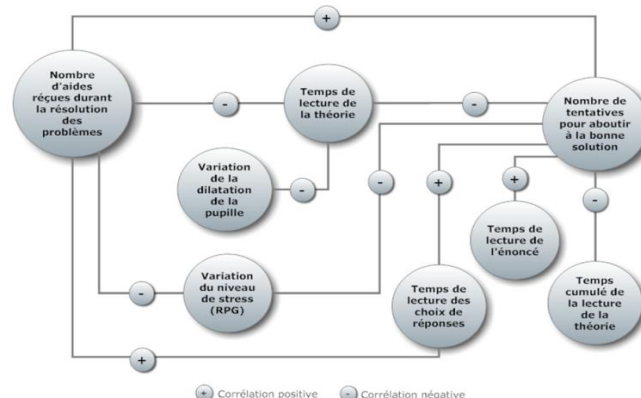 +
Nombre
d'aides
réçues durant
la résolution
des
problèmes
-
Temps de
lecture de
la théorie
-
Nombre de
tentatives
pour aboutir
à la bonne
solution
Variation
de la
dilatation
de la
pupille
-
-
+
+
-
Temps de
lecture de
l'énoncé
Variation
du niveau
de stress
(RPG)
-
Temps de
lecture des
choix de
réponses
Temps
cumulé de
la lecture
de la
théorie
+
+ Corrélation positive - Corrélation négative